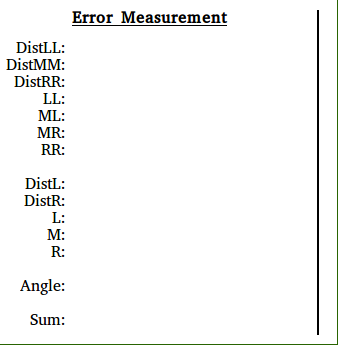 Error Measurement
DistLL:
DistMM:
DistRR:
LL:
ML:
MR:
RR:
DistL:
DistR:
L:
M:
R:
Angle:
Sum: